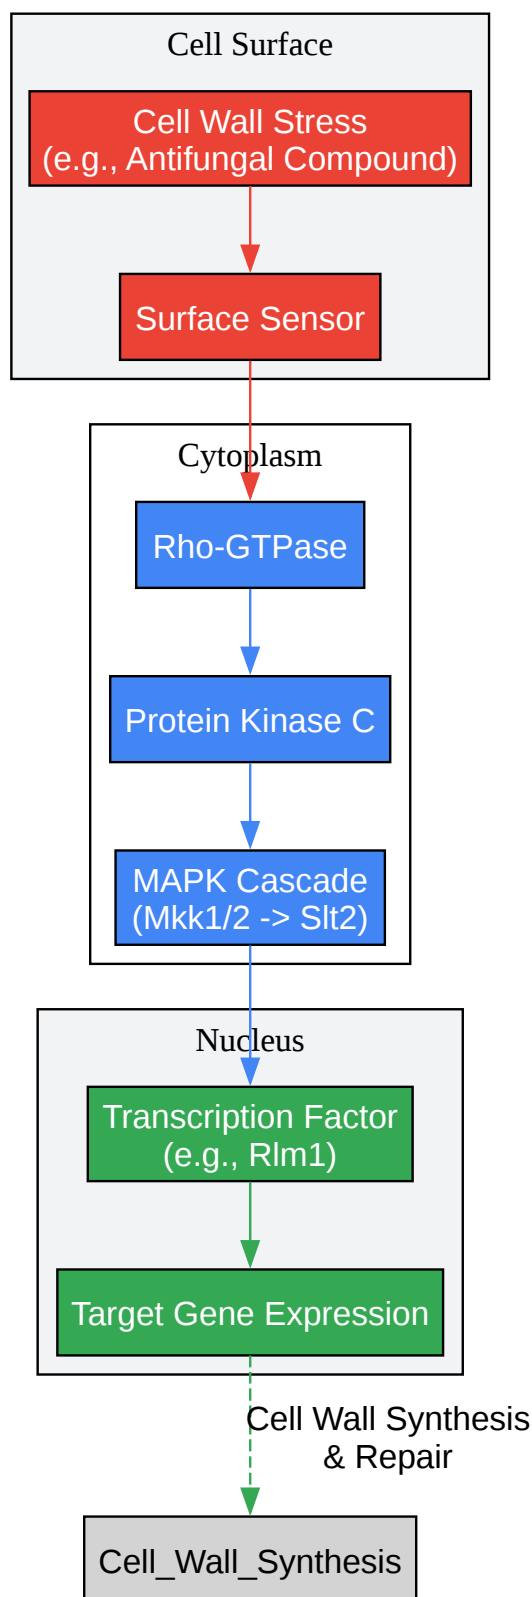 Cell Surface
Cell Wall Stress
(e.g., Antifungal Compound)
Surface Sensor
Cytoplasm
Rho-GTPase
Protein Kinase C
MAPK Cascade
(Mkk1/2 -> Slt2)
Nucleus
Transcription Factor
(e.g., Rlm1)
Target Gene Expression
Cell Wall Synthesis
& Repair
Cell_Wall_Synthesis